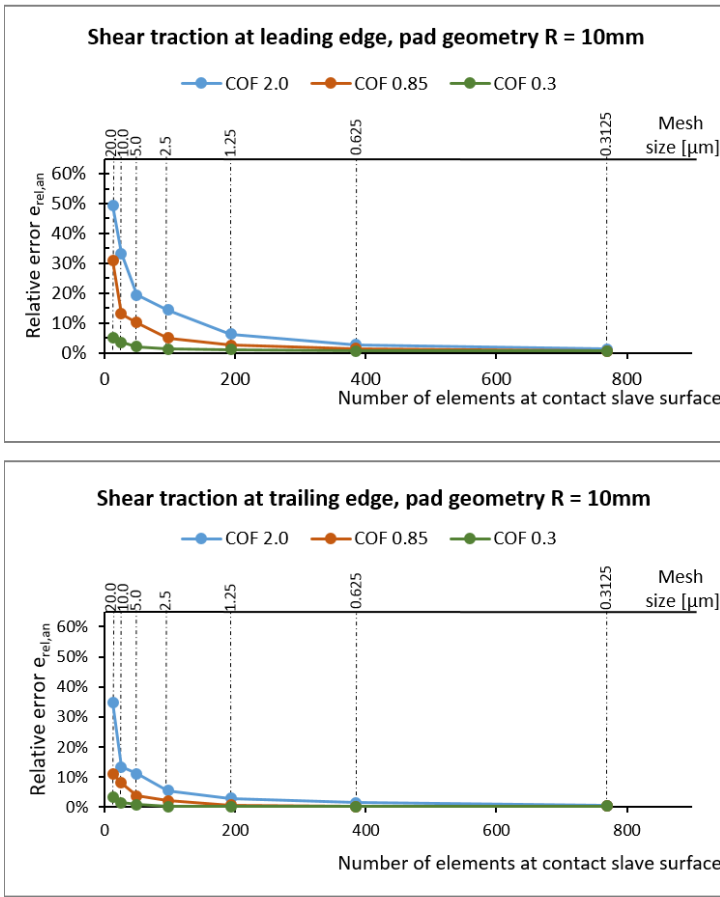 Shear traction at leading edge, pad geometry R = 10mm
COF 2.0 COF 0.85 COF 0.3
20.0 10.0 5.0 2.5 1.25 0.625 0.3125 Mesh
size [µm]
60%
50%
40%
30%
20%
10%
0%
Relative error e_rel,an
0 200 400 600 800
Number of elements at contact slave surface
Shear traction at trailing edge, pad geometry R = 10mm
COF 2.0 COF 0.85 COF 0.3
20.0 10.0 5.0 2.5 1.25 0.625 0.3125 Mesh
size [µm]
60%
50%
40%
30%
20%
10%
0%
Relative error e_rel,an
0 200 400 600 800
Number of elements at contact slave surface